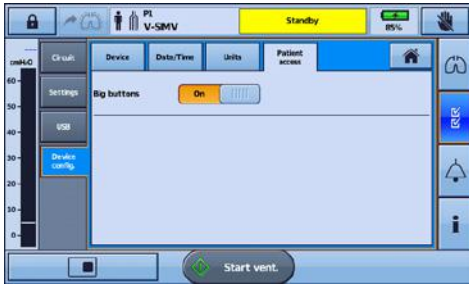 P1
V-SIMV
Standby
85%
cmH₂O
Circuit
Device
Date/Time
Units
Patient
access
60-
Settings
Big buttons
On
50-
USB
40-
30-
Device
config.
20-
10-
0-
Start vent.